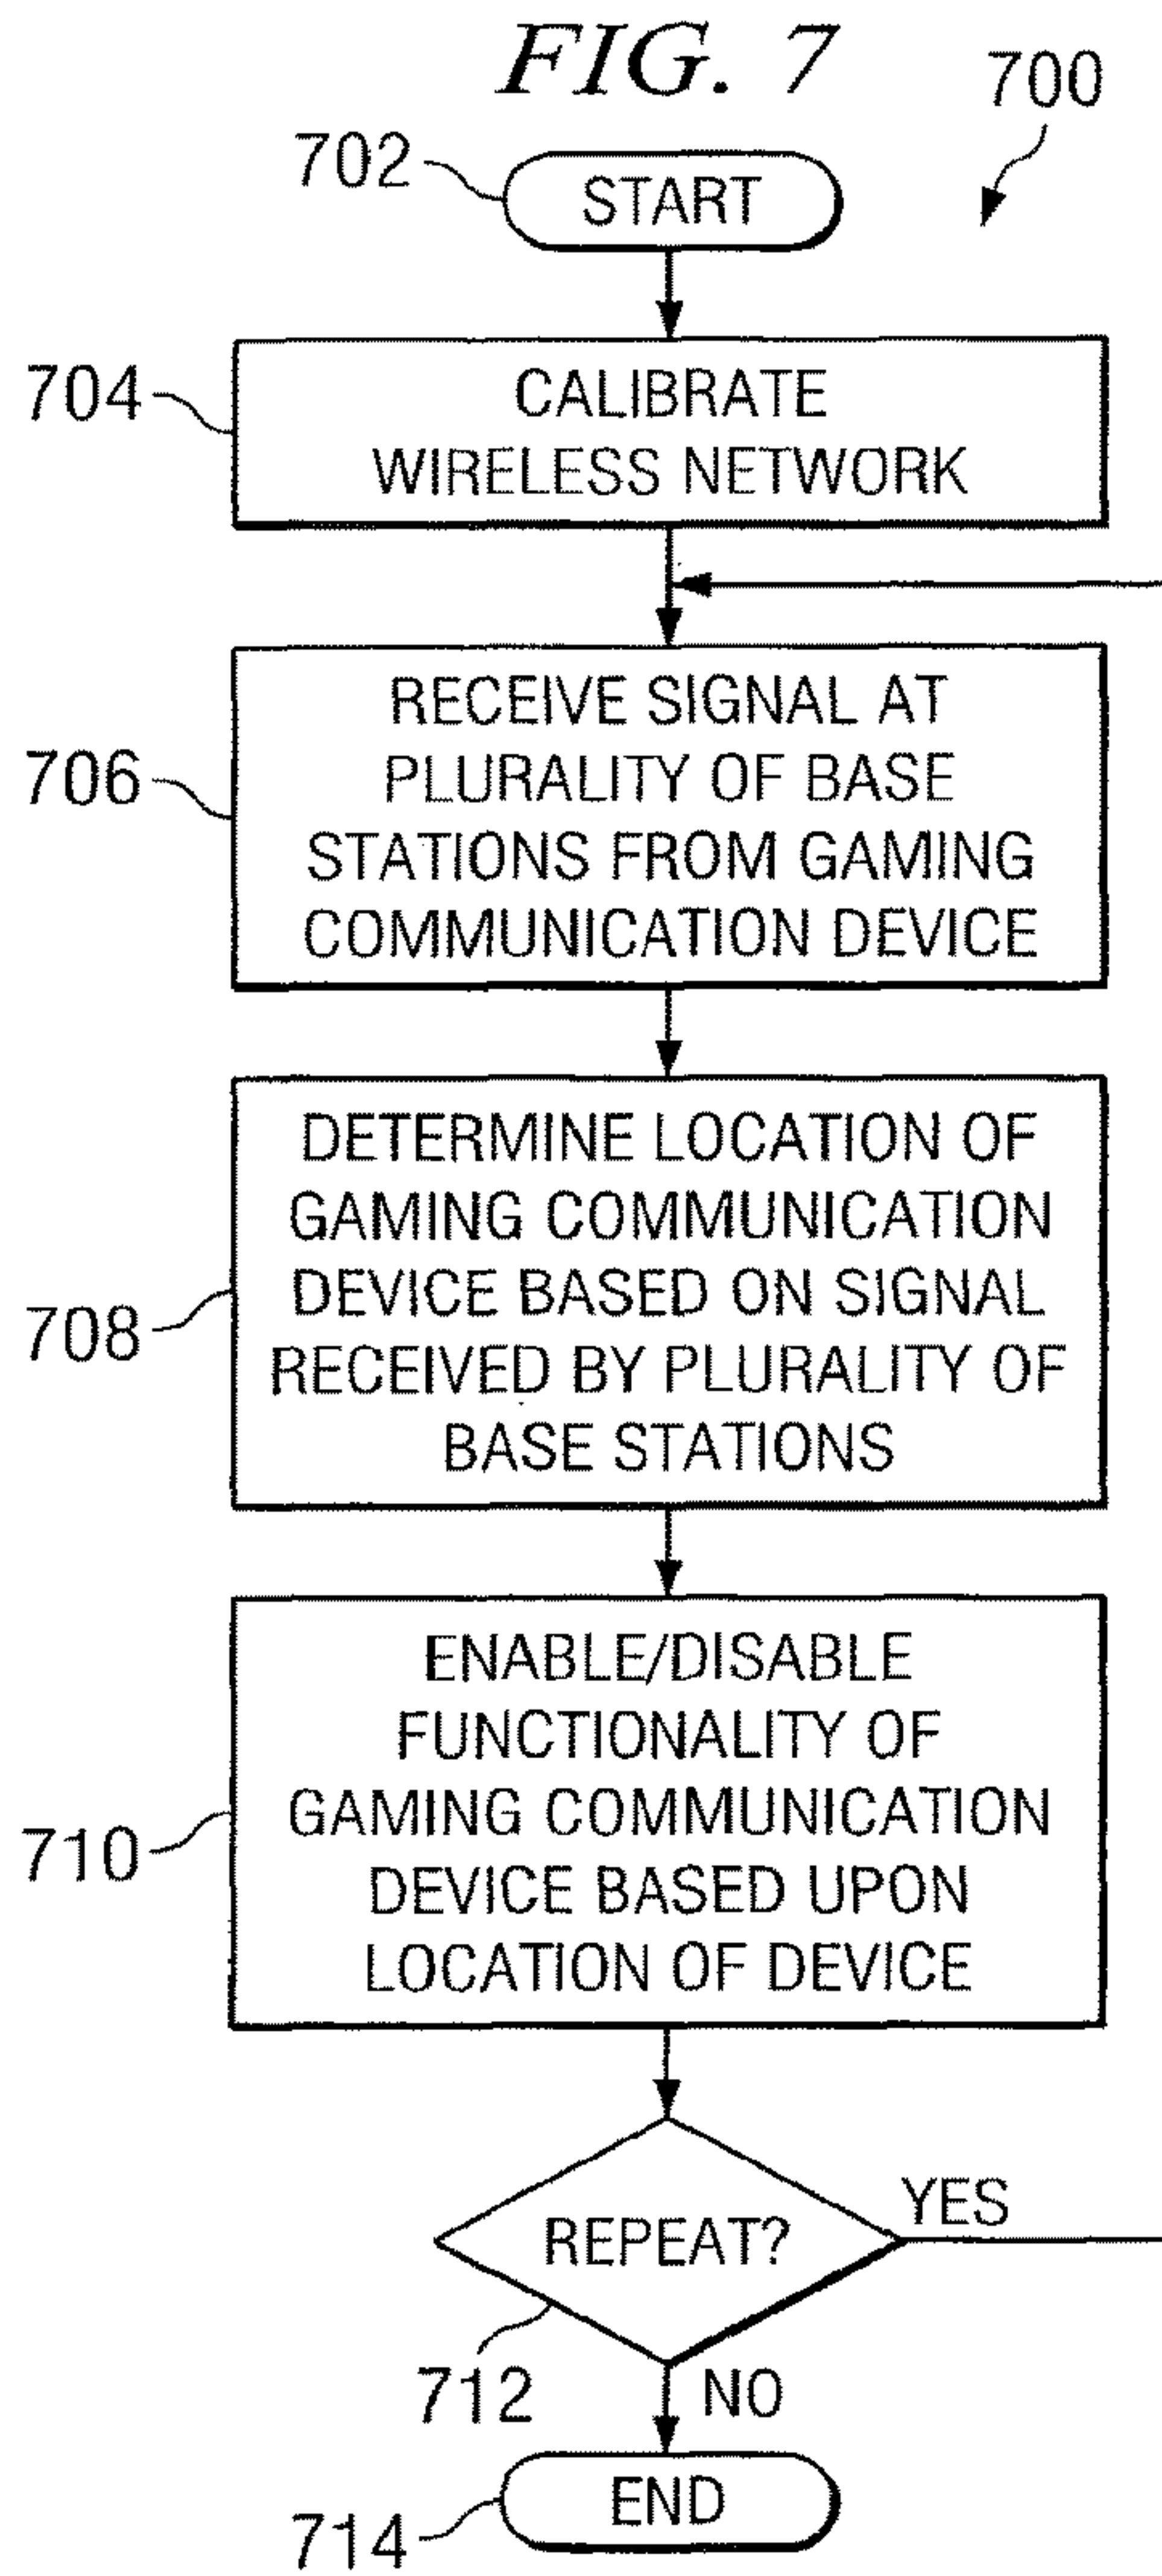 FIG. 7
700
702
START
704
CALIBRATE
WIRELESS NETWORK
706
RECEIVE SIGNAL AT
PLURALITY OF BASE
STATIONS FROM GAMING
COMMUNICATION DEVICE
708
DETERMINE LOCATION OF
GAMING COMMUNICATION
DEVICE BASED ON SIGNAL
RECEIVED BY PLURALITY OF
BASE STATIONS
710
ENABLE/DISABLE
FUNCTIONALITY OF
GAMING COMMUNICATION
DEVICE BASED UPON
LOCATION OF DEVICE
REPEAT?
YES
712
NO
END
714